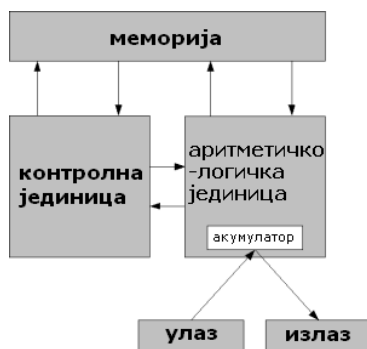 меморија
контролна
јединица
аритметичко
-логичка
јединица
акумулатор
улаз
излаз